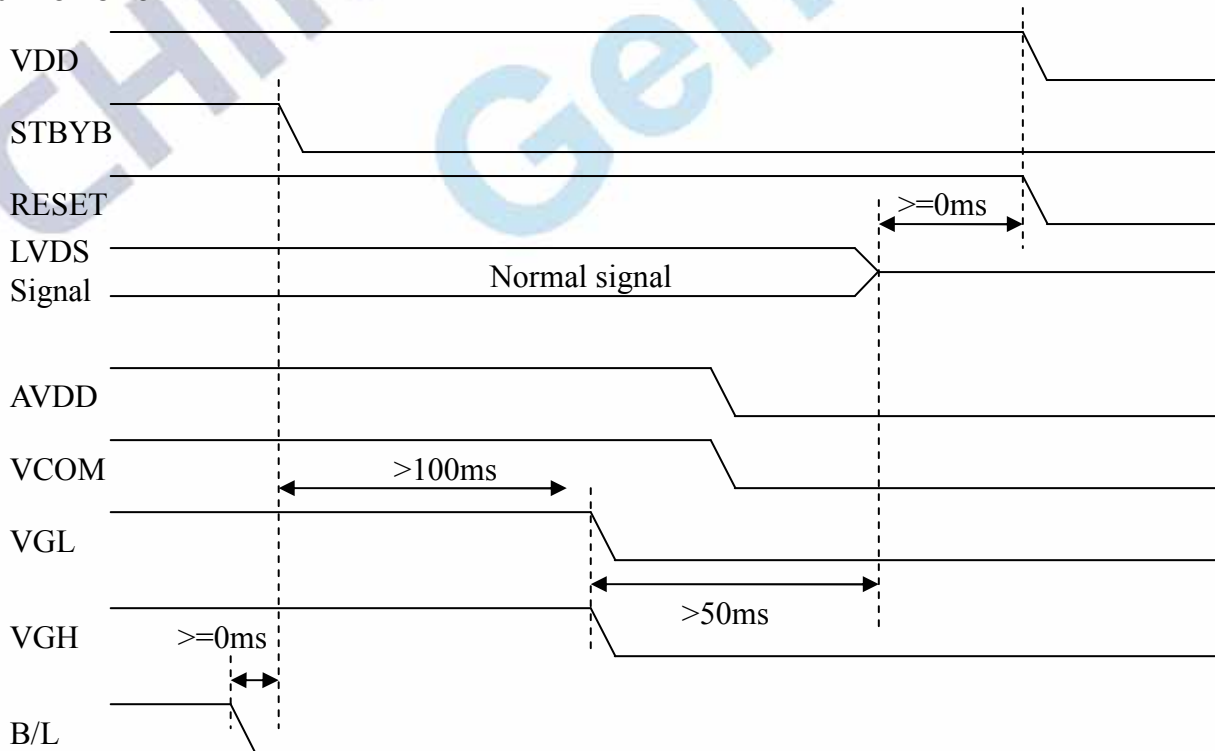 VDD
STBYB
RESET
>=0ms
LVDS
Signal
Normal signal
AVDD
VCOM
>100ms
VGL
>50ms
VGH
>=0ms
B/L